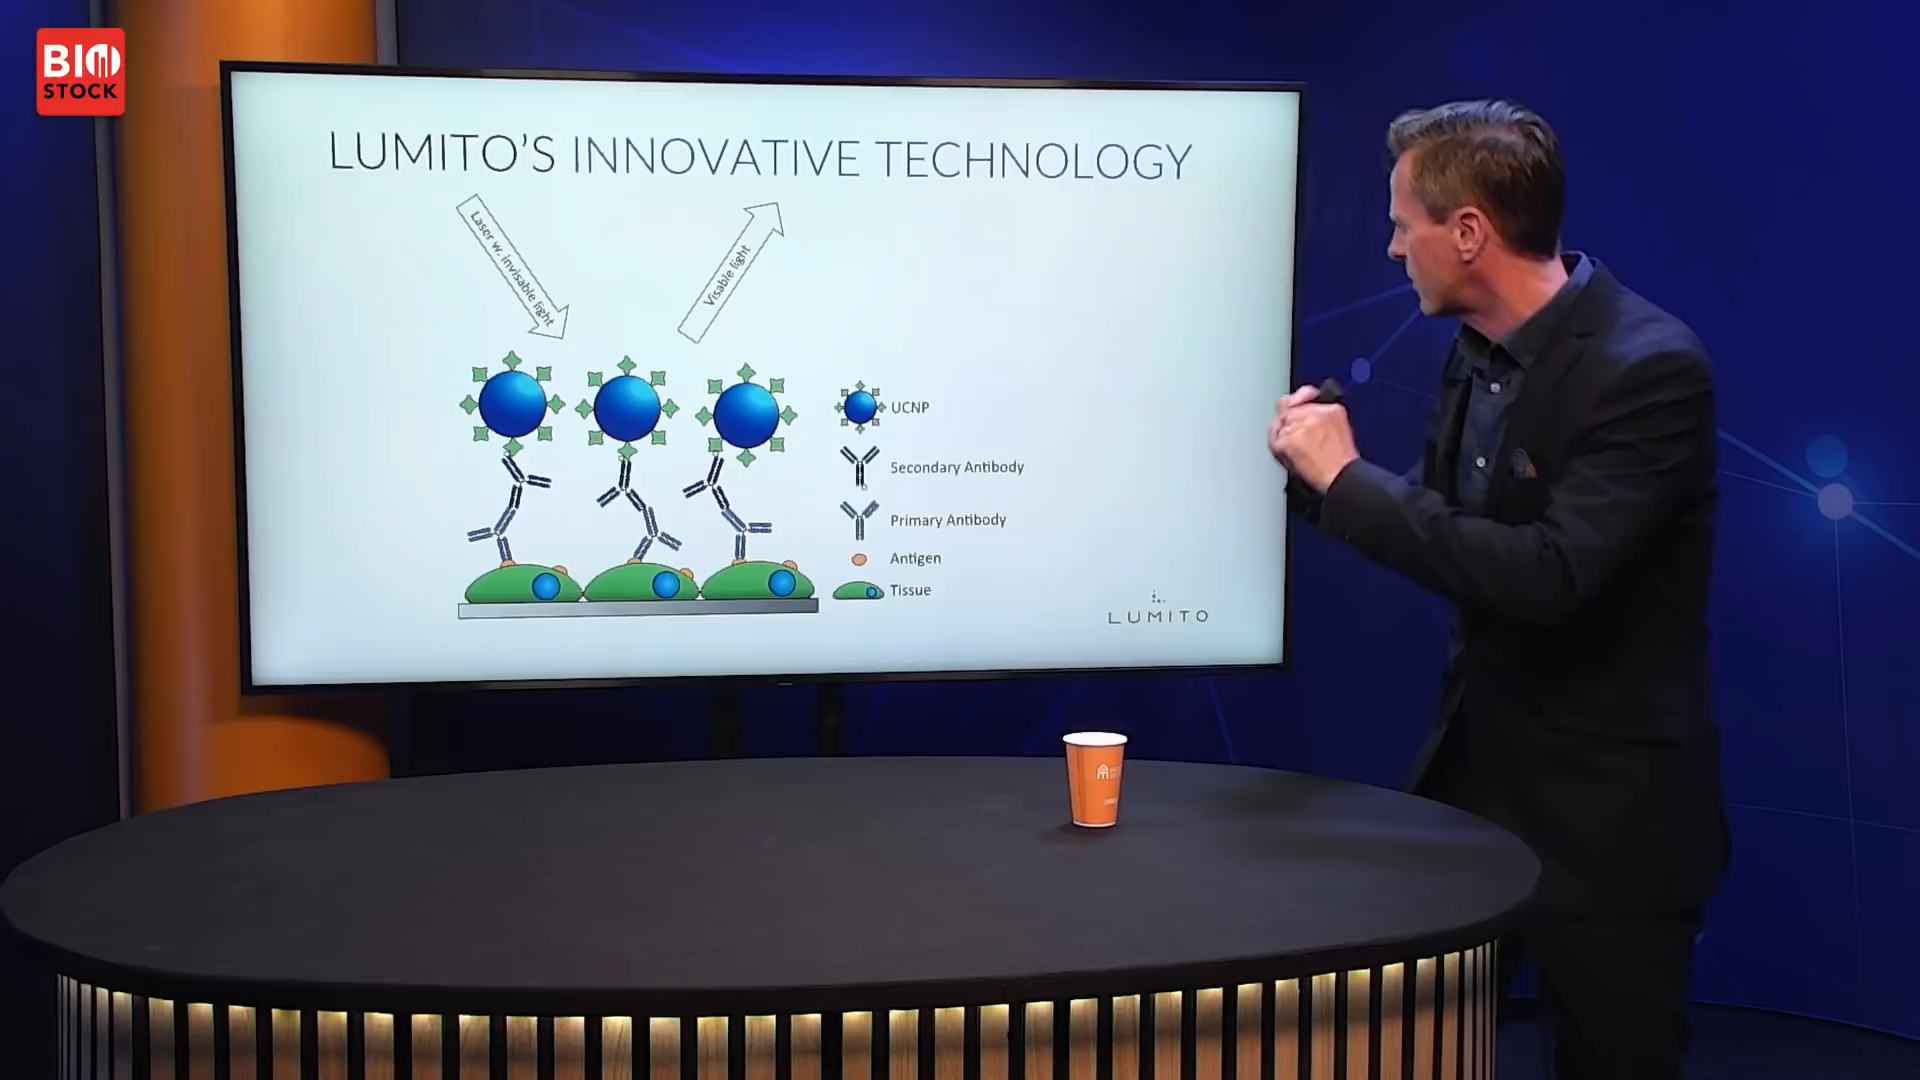 BIO
STOCK
LUMITO'S INNOVATIVE TECHNOLOGY
Laser w. invisable light
Visable light
UCNP
Secondary Antibody
Primary Antibody
Antigen
Tissue
LUMITO